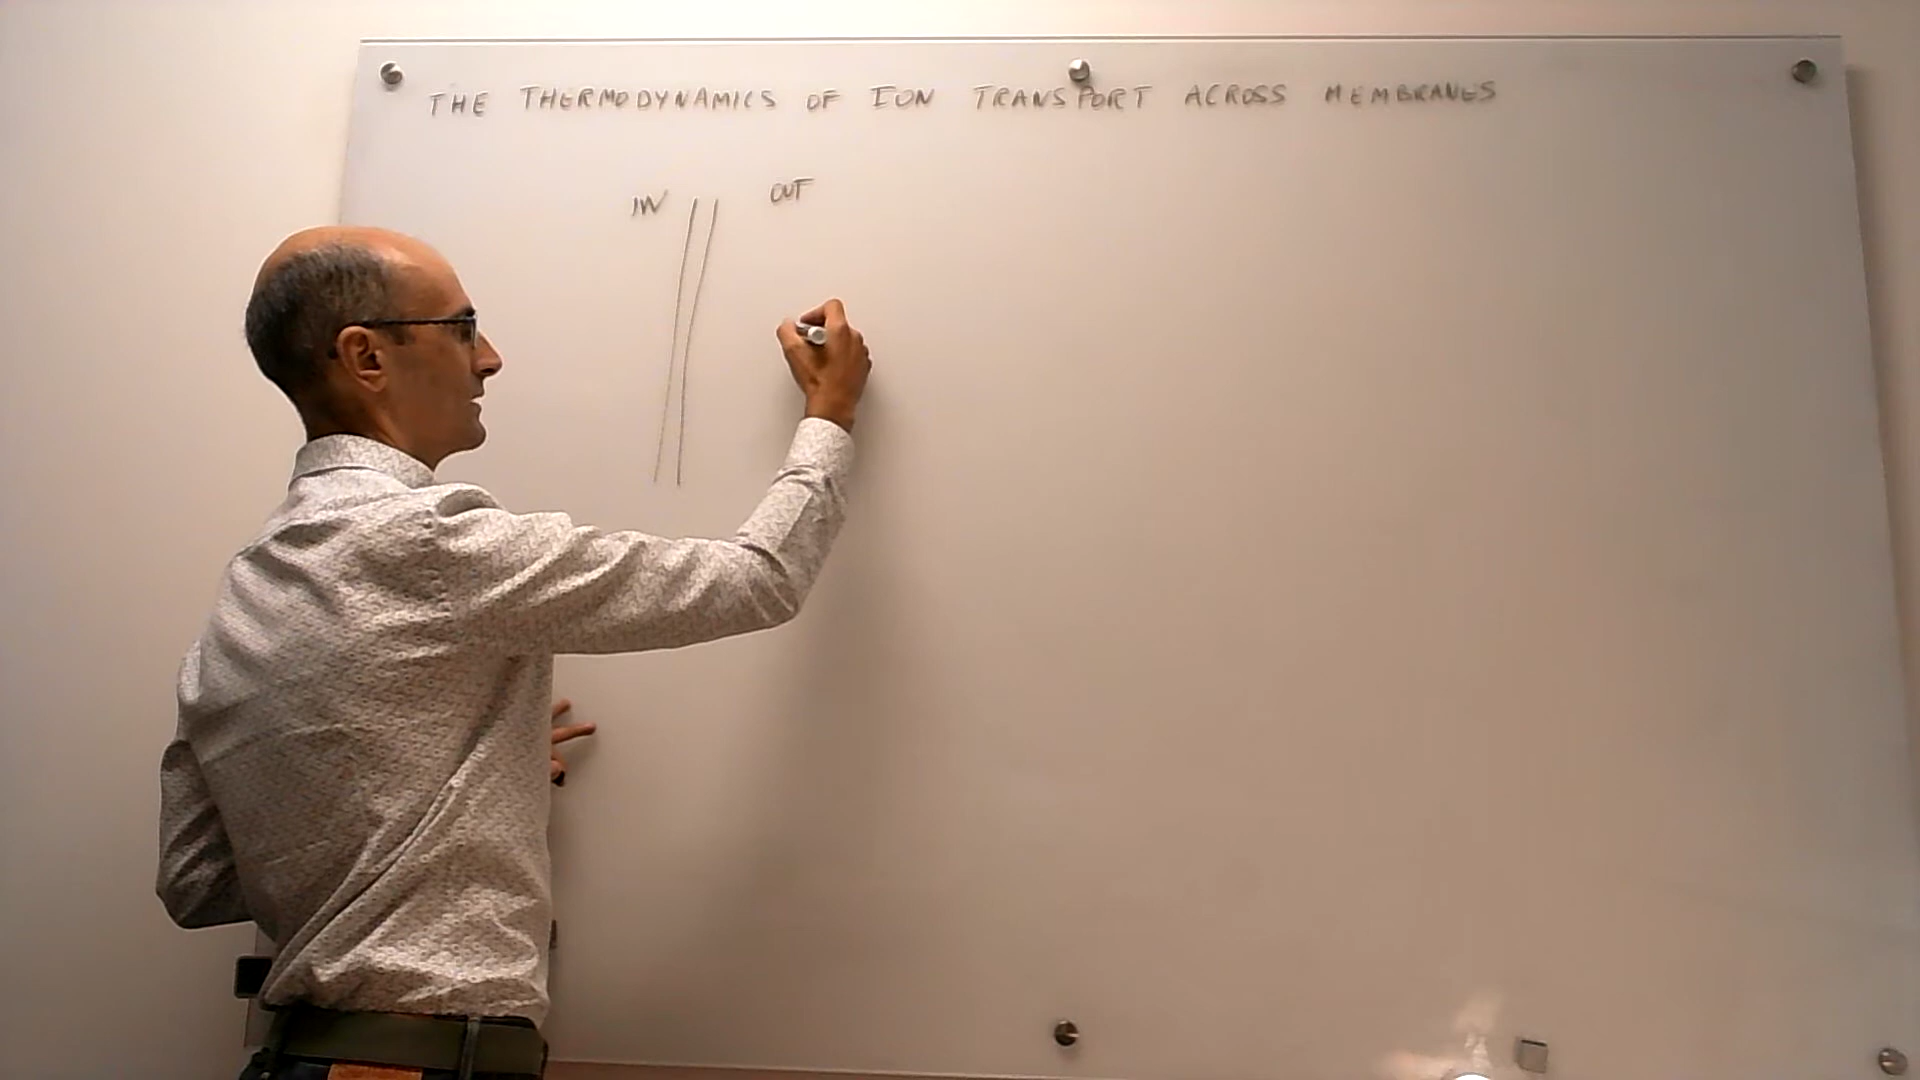 THE THERMODYNAMICS OF ION TRANSPORT ACROSS MEMBRANES
IN OUT